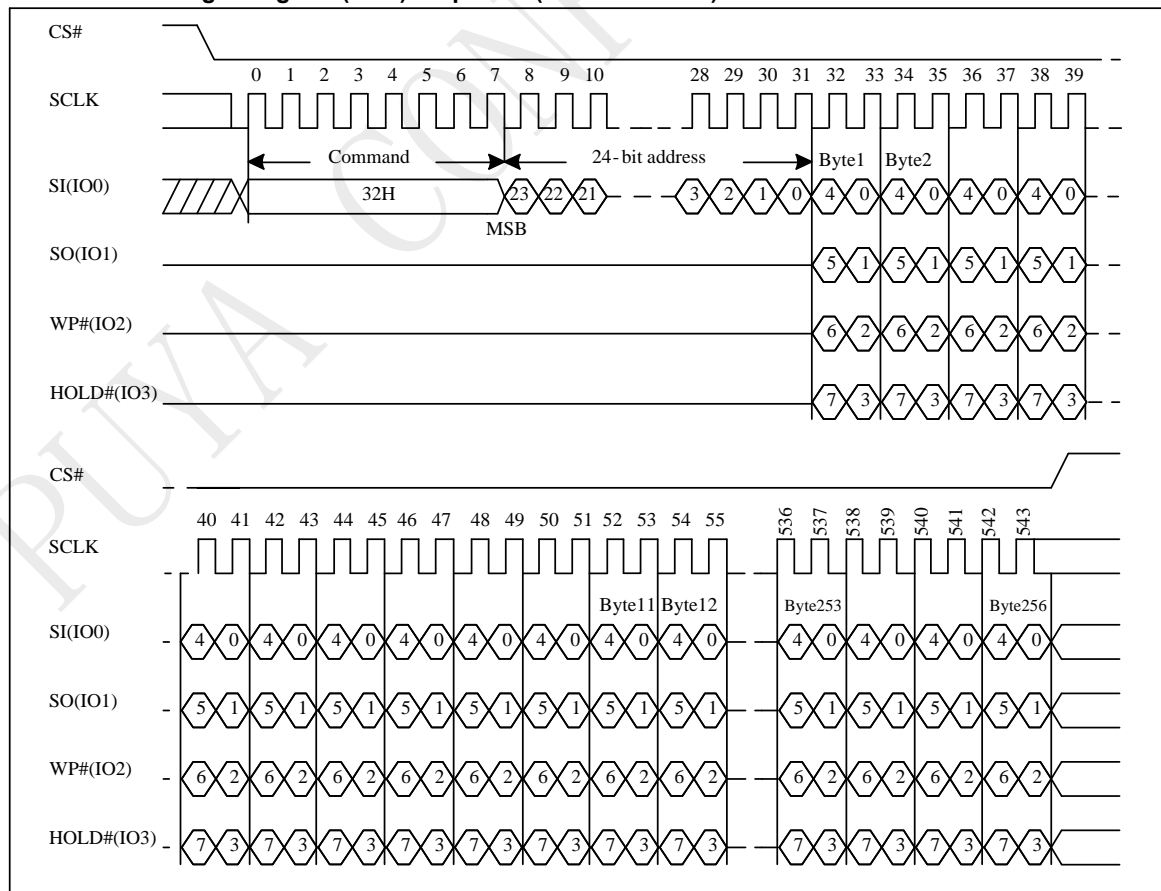 CS#
0 1 2 3 4 5 6 7 8 9 10 28 29 30 31 32 33 34 35 36 37 38 39
SCLK
Command 24-bit address Byte1 Byte2
SI(IO0) 32H 23 22 21 3 2 1 0 4 0 4 0 4 0 4 0
MSB
SO(IO1) 5 1 5 1 5 1 5 1
WP#(IO2) 6 2 6 2 6 2 6 2
HOLD#(IO3) 7 3 7 3 7 3 7 3
CS#
40 41 42 43 44 45 46 47 48 49 50 51 52 53 54 55 536 537 538 539 540 541 542 543
SCLK
Byte11 Byte12 Byte253 Byte256
SI(IO0) 4 0 4 0 4 0 4 0 4 0 4 0 4 0 4 0 4 0 4 0 4 0 4 0
SO(IO1) 5 1 5 1 5 1 5 1 5 1 5 1 5 1 5 1 5 1 5 1 5 1 5 1
WP#(IO2) 6 2 6 2 6 2 6 2 6 2 6 2 6 2 6 2 6 2 6 2 6 2 6 2
HOLD#(IO3) 7 3 7 3 7 3 7 3 7 3 7 3 7 3 7 3 7 3 7 3 7 3 7 3
PUYA